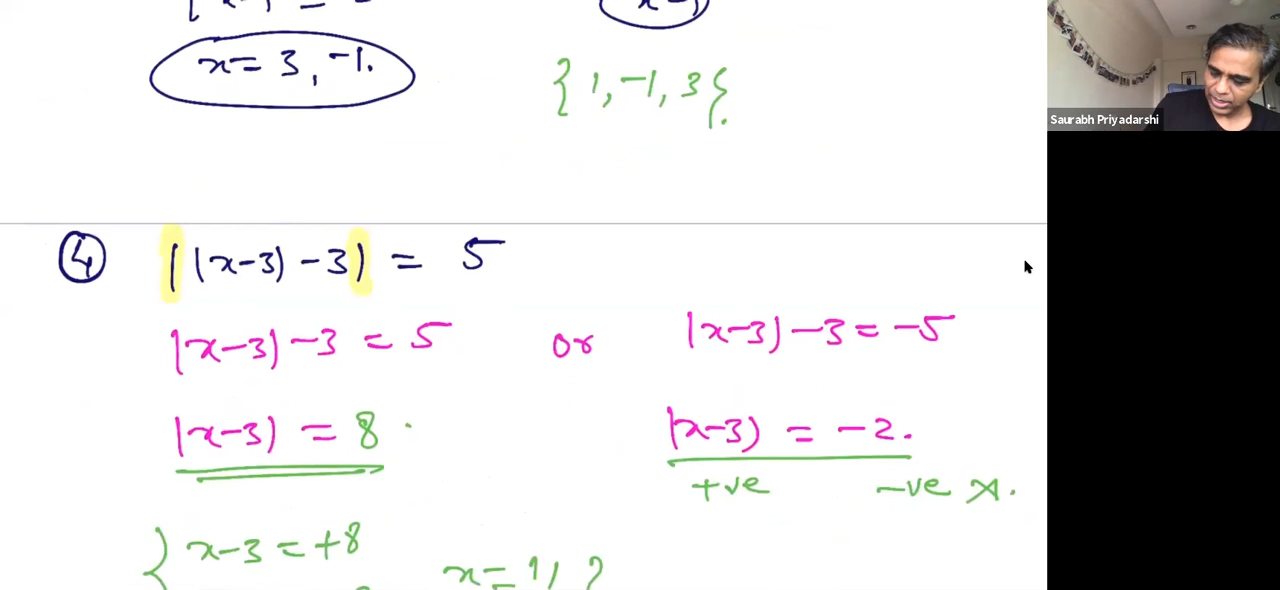 x = 3, -1.
{1, -1, 3}.
Saurabh Priyadarshi
④ ||x-3|-3| = 5
|x-3|-3 = 5 or |x-3|-3 = -5
|x-3| = 8 |x-3| = -2.
+ve -ve ×.
x-3 = +8
x =